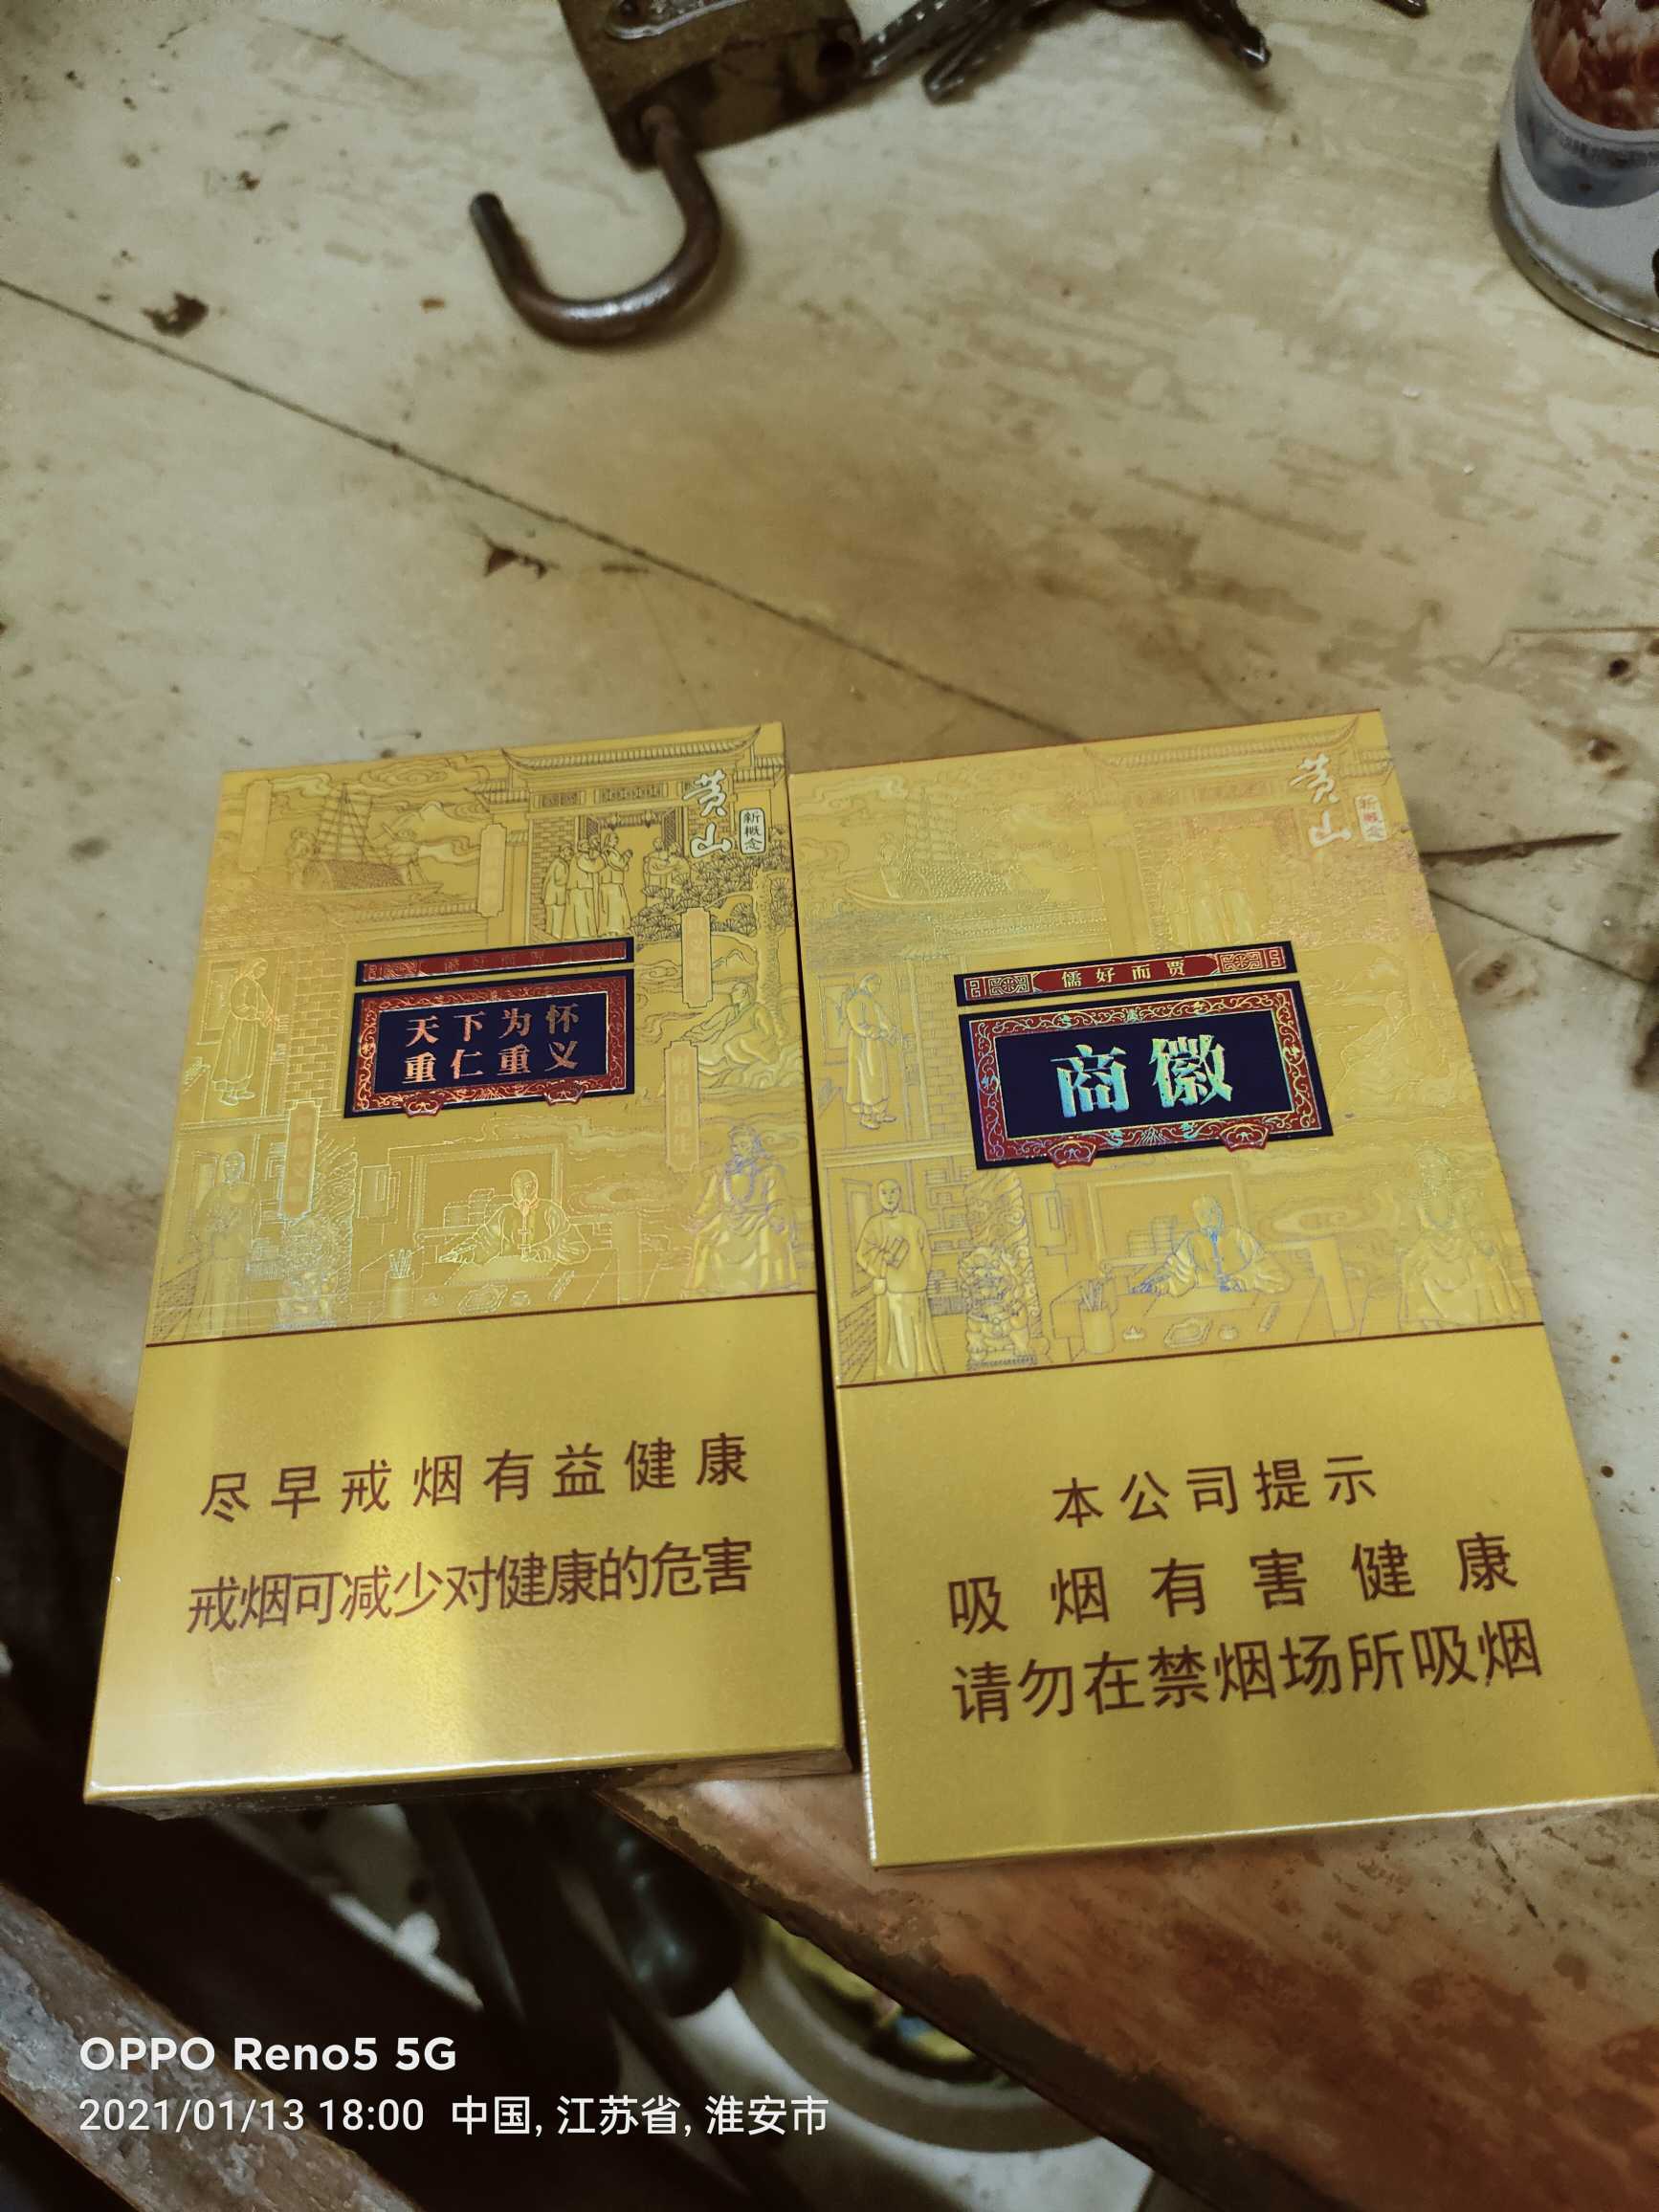 黄山
新概念
天下为怀
重仁重义
尽早戒烟有益健康
戒烟可减少对健康的危害
黄山
新概念
儒好而贾
商徽
本公司提示
吸烟有害健康
请勿在禁烟场所吸烟
OPPO Reno5 5G
2021/01/13 18:00 中国, 江苏省, 淮安市